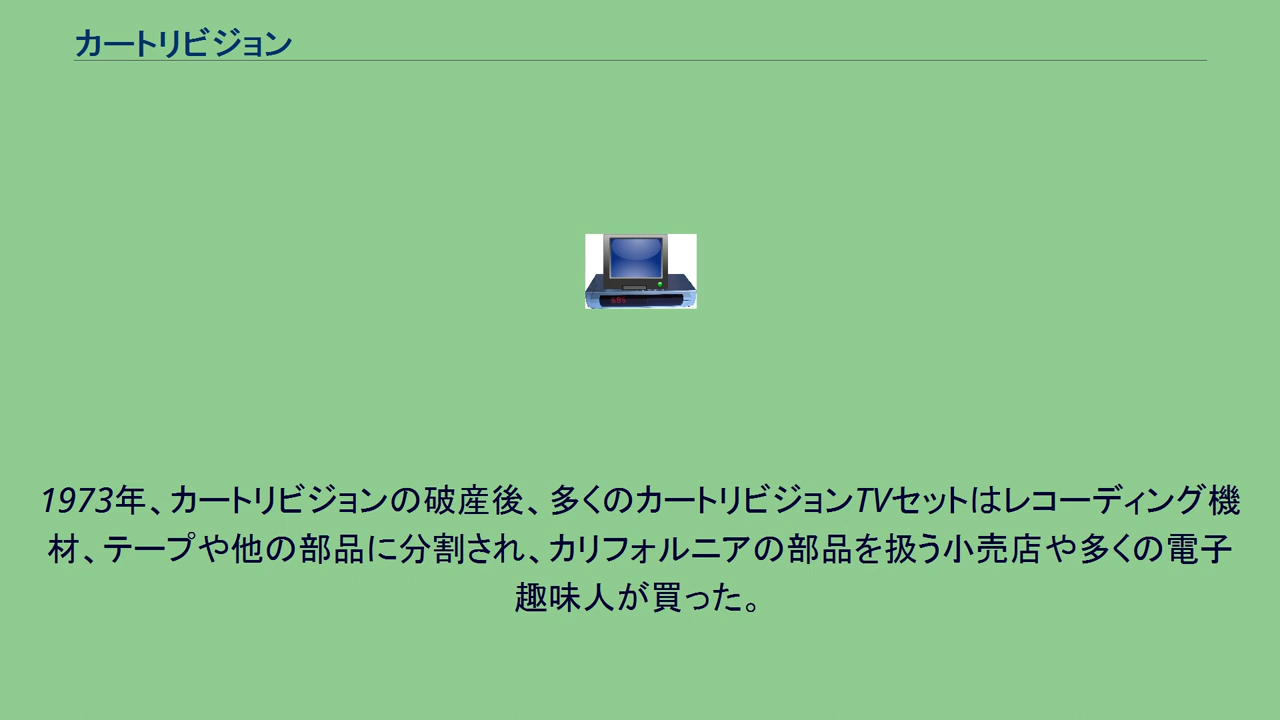 カートリビジョン
685
1973年、カートリビジョンの破産後、多くのカートリビジョンTVセットはレコーディング機
材、テープや他の部品に分割され、カリフォルニアの部品を扱う小売店や多くの電子
趣味人が買った。